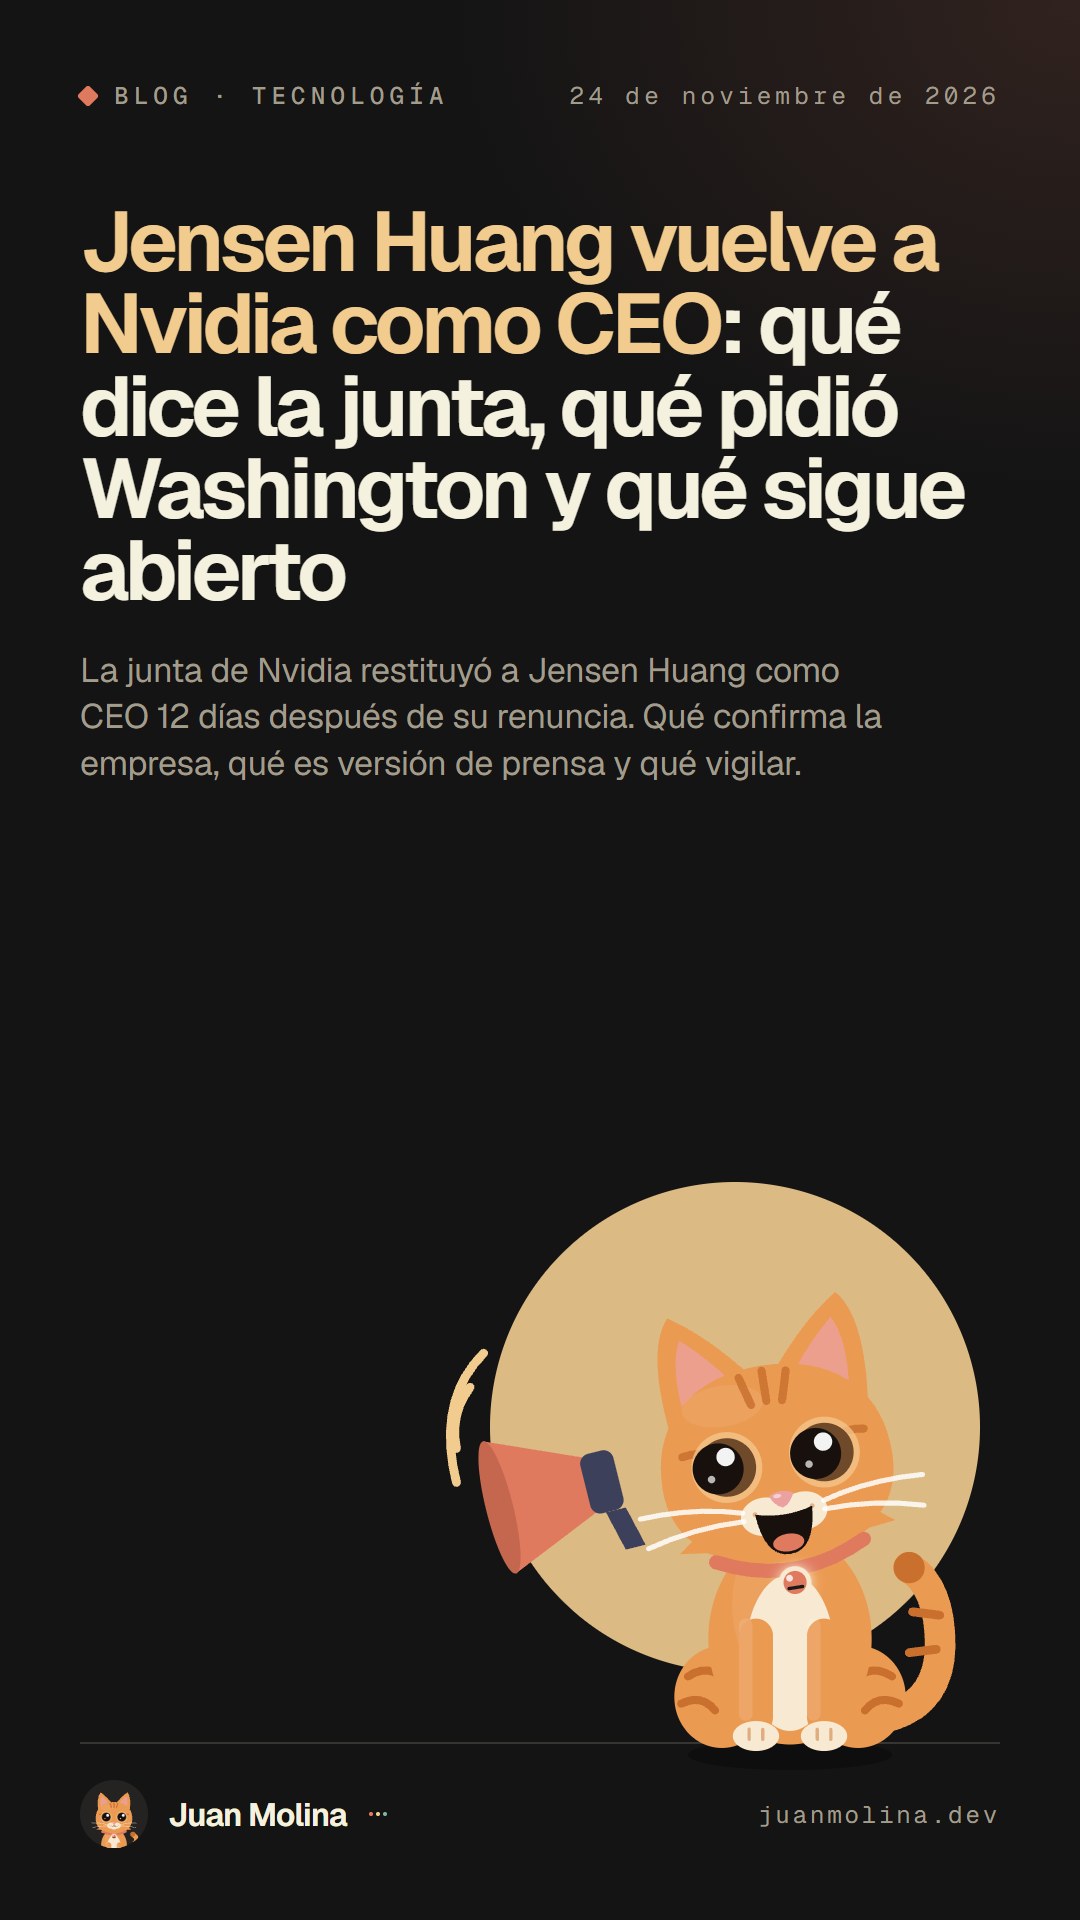 BLOG · TECNOLOGÍA
24 de noviembre de 2026
Jensen Huang vuelve a
Nvidia como CEO: qué
dice la junta, qué pidió
Washington y qué sigue
abierto
La junta de Nvidia restituyó a Jensen Huang como
CEO 12 días después de su renuncia. Qué confirma la
empresa, qué es versión de prensa y qué vigilar.
Juan Molina
juanmolina.dev